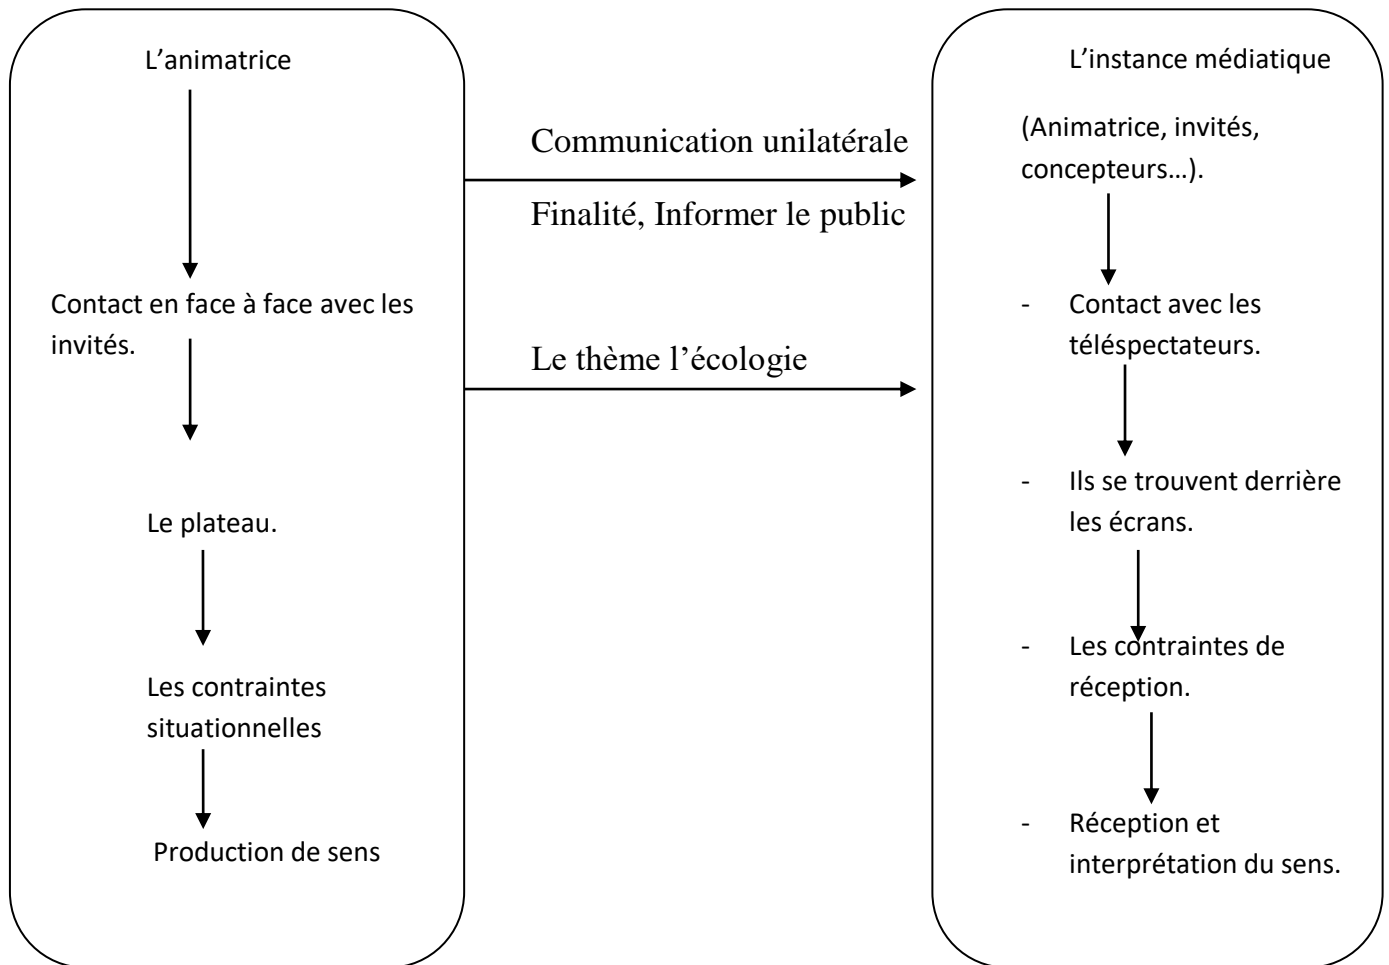 L’animatrice
Contact en face à face avec les
invités.
Le plateau.
Les contraintes
situationnelles
Production de sens
Communication unilatérale
Finalité, Informer le public
Le thème l’écologie
L’instance médiatique
(Animatrice, invités,
concepteurs…).
- Contact avec les
téléspectateurs.
- Ils se trouvent derrière
les écrans.
- Les contraintes de
réception.
- Réception et
interprétation du sens.